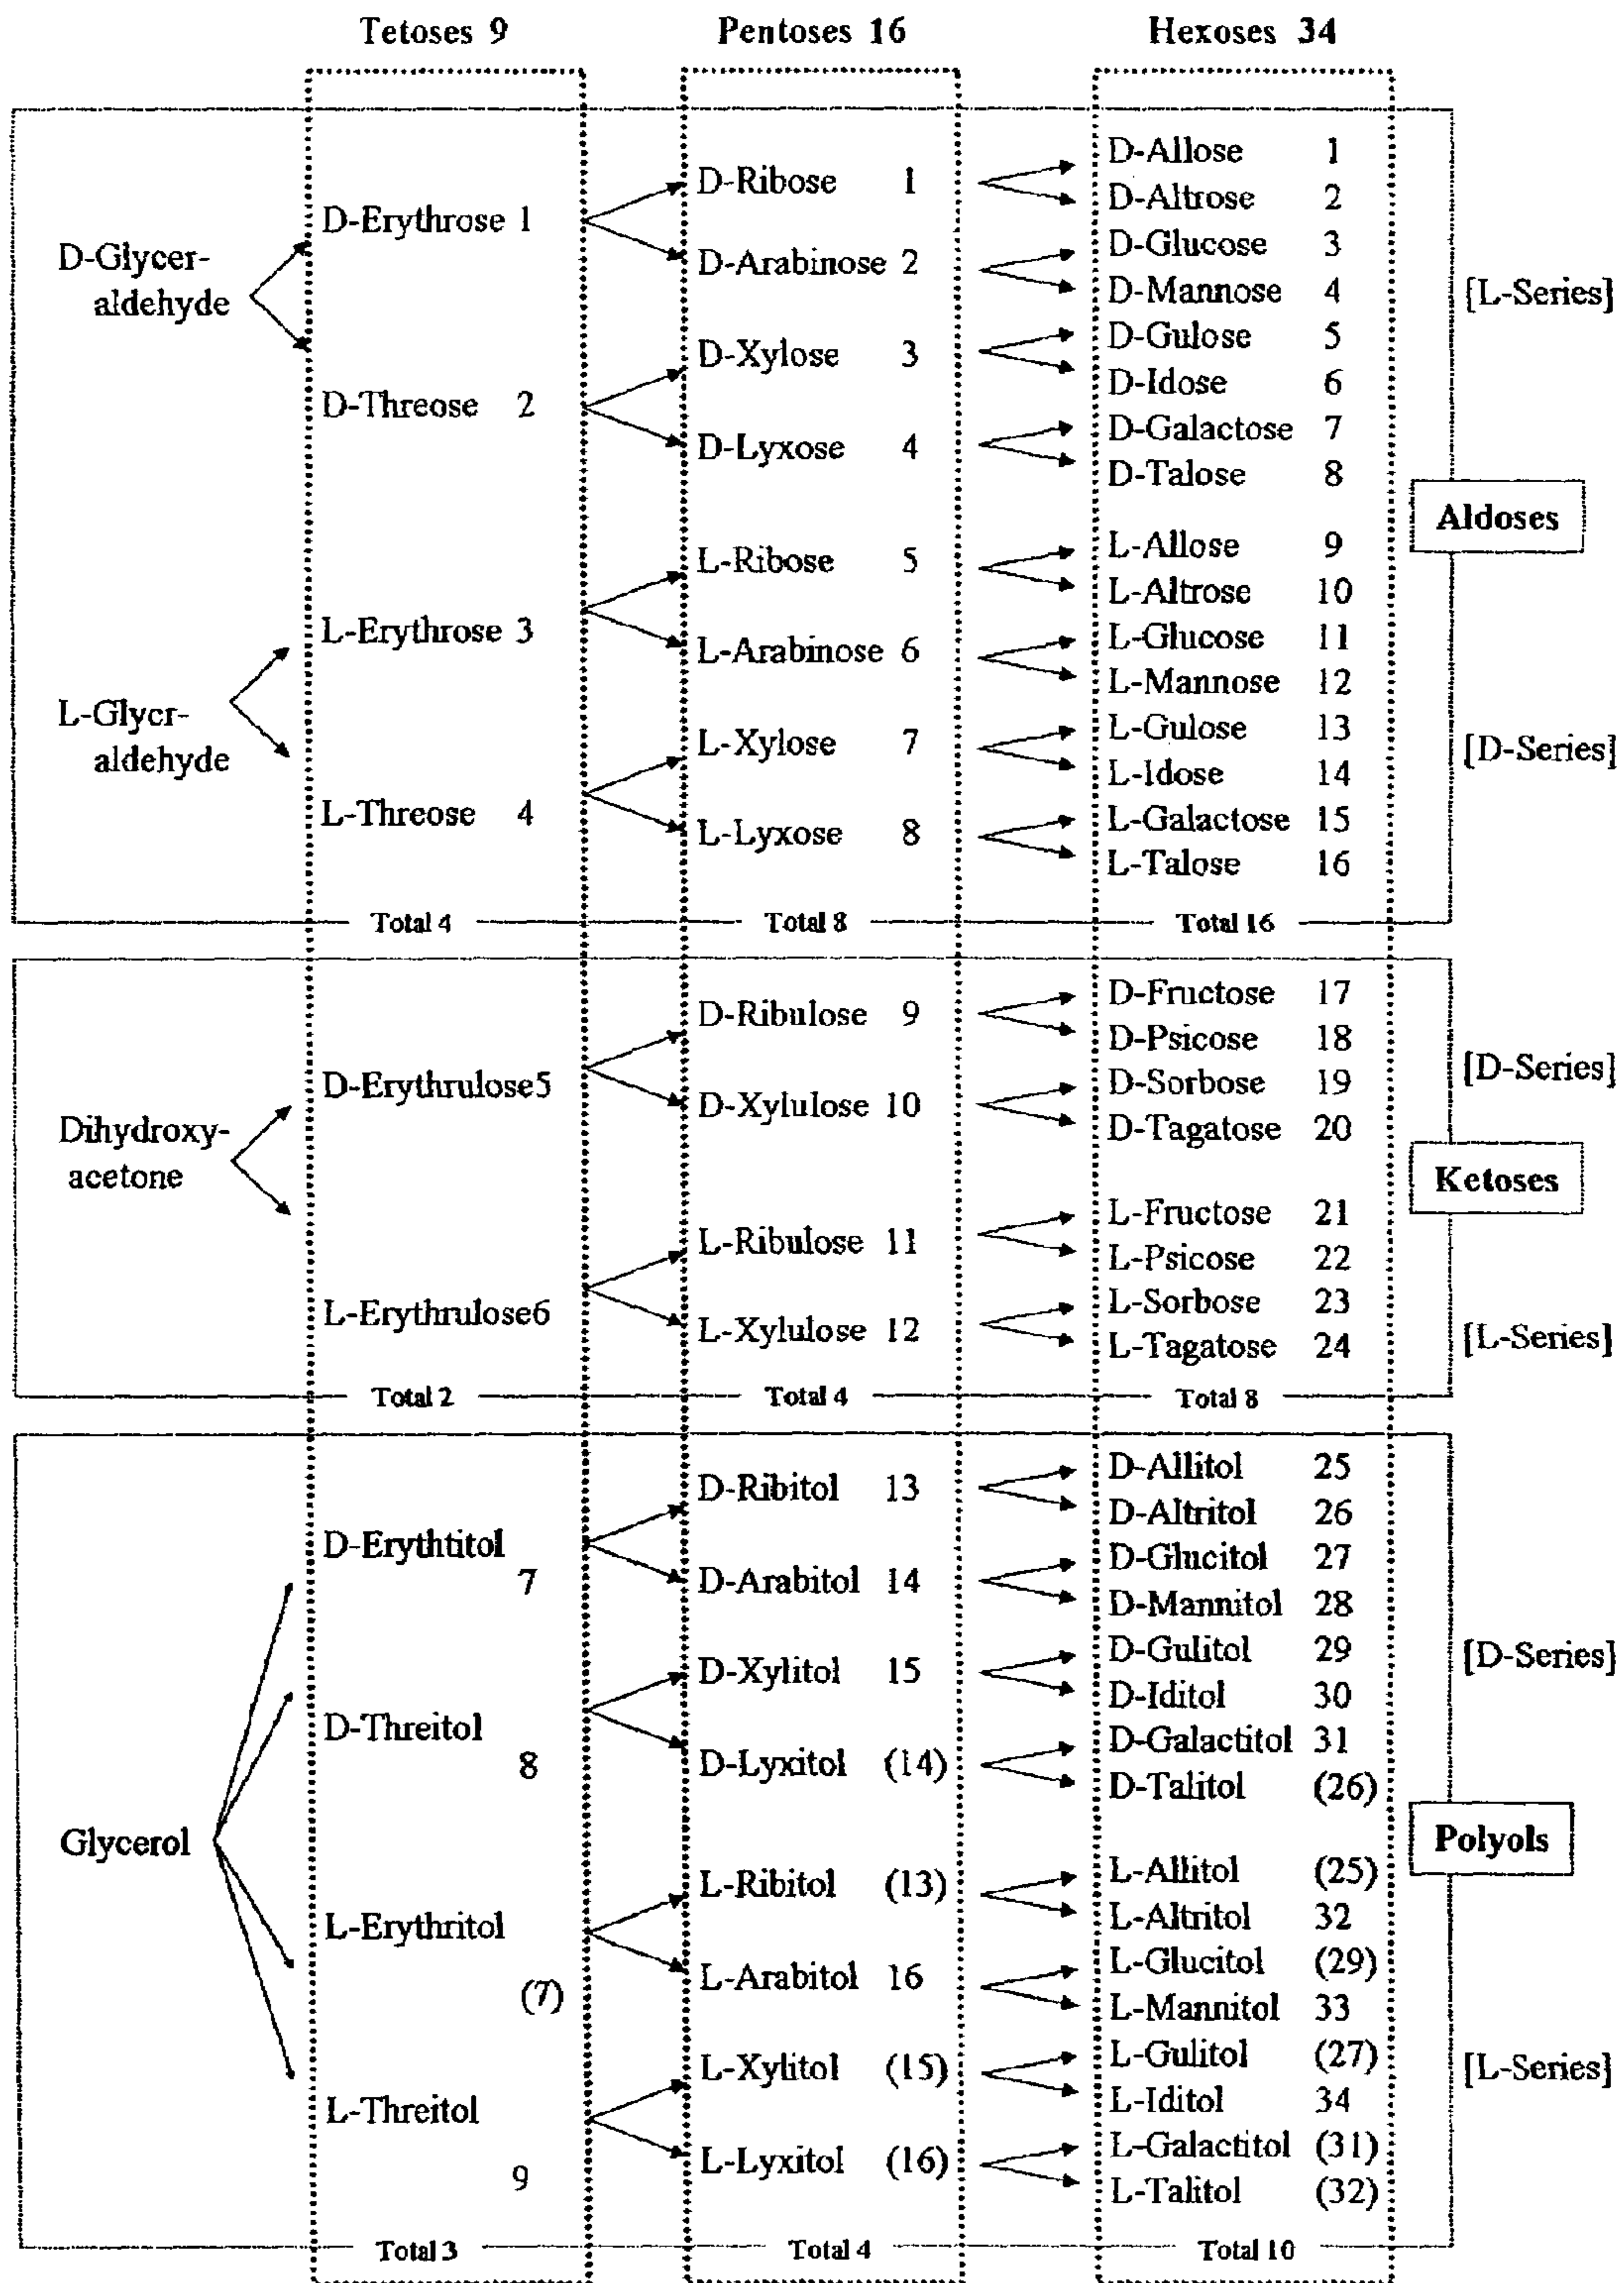 Tetoses 9
Pentoses 16
Hexoses 34
D-Glycer-
aldehyde
D-Erythrose 1
D-Threose 2
D-Ribose 1
D-Arabinose 2
D-Xylose 3
D-Lyxose 4
D-Allose 1
D-Altrose 2
D-Glucose 3
D-Mannose 4
D-Gulose 5
D-Idose 6
D-Galactose 7
D-Talose 8
[L-Series]
Aldoses
L-Glycr-
aldehyde
L-Erythrose 3
L-Threose 4
L-Ribose 5
L-Arabinose 6
L-Xylose 7
L-Lyxose 8
L-Allose 9
L-Altrose 10
L-Glucose 11
L-Mannose 12
L-Gulose 13
L-Idose 14
L-Galactose 15
L-Talose 16
[D-Series]
Total 4
Total 8
Total 16
Dihydroxy-
acetone
D-Erythrulose5
L-Erythrulose6
D-Ribulose 9
D-Xylulose 10
L-Ribulose 11
L-Xylulose 12
D-Fructose 17
D-Psicose 18
D-Sorbose 19
D-Tagatose 20
L-Fructose 21
L-Psicose 22
L-Sorbose 23
L-Tagatose 24
[D-Series]
Ketoses
[L-Series]
Total 2
Total 4
Total 8
Glycerol
D-Erythtitol
7
D-Threitol
8
L-Erythritol
(7)
L-Threitol
9
D-Ribitol 13
D-Arabitol 14
D-Xylitol 15
D-Lyxitol (14)
L-Ribitol (13)
L-Arabitol 16
L-Xylitol (15)
L-Lyxitol (16)
D-Allitol 25
D-Altritol 26
D-Glucitol 27
D-Mannitol 28
D-Gulitol 29
D-Iditol 30
D-Galactitol 31
D-Talitol (26)
L-Allitol (25)
L-Altritol 32
L-Glucitol (29)
L-Mannitol 33
L-Gulitol (27)
L-Iditol 34
L-Galactitol (31)
L-Talitol (32)
[D-Series]
Polyols
[L-Series]
Total 3
Total 4
Total 10